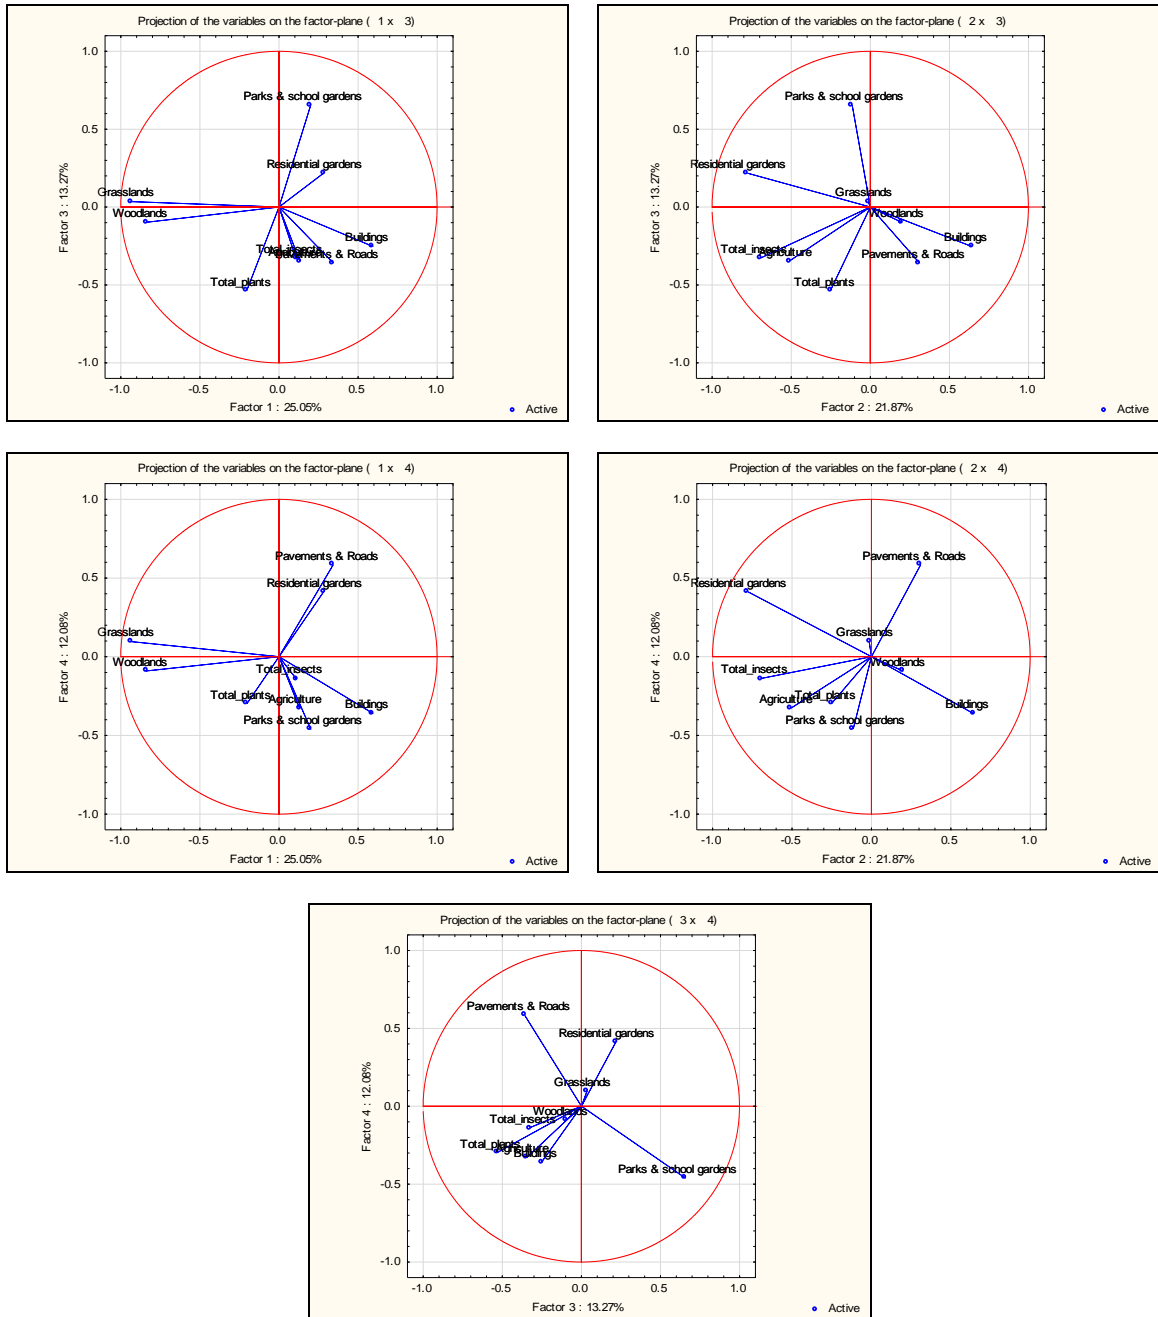 Projection of the variables on the factor-plane ( 1 x 3)
1.0
Parks & school gardens
0.5
Residential gardens
Grasslands
0.0
Woodlands
Buildings
Total_insects
Pavements & Roads
Total_plants
-0.5
-1.0
Factor 3 : 13.27%
-1.0 -0.5 0.0 0.5 1.0
Factor 1 : 25.05%
Active
Projection of the variables on the factor-plane ( 2 x 3)
1.0
Parks & school gardens
0.5
Residential gardens
Grasslands
0.0
Woodlands
Buildings
Total_insects
Agriculture
Pavements & Roads
Total_plants
-0.5
-1.0
Factor 3 : 13.27%
-1.0 -0.5 0.0 0.5 1.0
Factor 2 : 21.87%
Active
Projection of the variables on the factor-plane ( 1 x 4)
1.0
Pavements & Roads
0.5
Residential gardens
Grasslands
0.0
Woodlands
Total_insects
Total_plants
Agriculture
Buildings
Parks & school gardens
-0.5
-1.0
Factor 4 : 12.08%
-1.0 -0.5 0.0 0.5 1.0
Factor 1 : 25.05%
Active
Projection of the variables on the factor-plane ( 2 x 4)
1.0
Pavements & Roads
0.5
Residential gardens
Grasslands
0.0
Woodlands
Total_insects
Agriculture
Total_plants
Buildings
Parks & school gardens
-0.5
-1.0
Factor 4 : 12.08%
-1.0 -0.5 0.0 0.5 1.0
Factor 2 : 21.87%
Active
Projection of the variables on the factor-plane ( 3 x 4)
1.0
Pavements & Roads
0.5
Residential gardens
Grasslands
0.0
Woodlands
Total_insects
Total_plants
Agriculture
Buildings
Parks & school gardens
-0.5
-1.0
Factor 4 : 12.08%
-1.0 -0.5 0.0 0.5 1.0
Factor 3 : 13.27%
Active